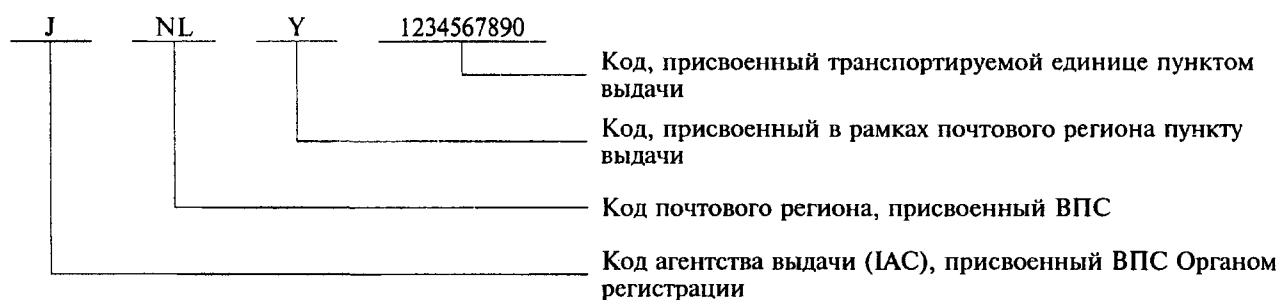 J NL Y 1234567890
Код, присвоенный транспортируемой единице пунктом
выдачи
Код, присвоенный в рамках почтового региона пункту
выдачи
Код почтового региона, присвоенный ВПС
Код агентства выдачи (IAC), присвоенный ВПС Органом
регистрации